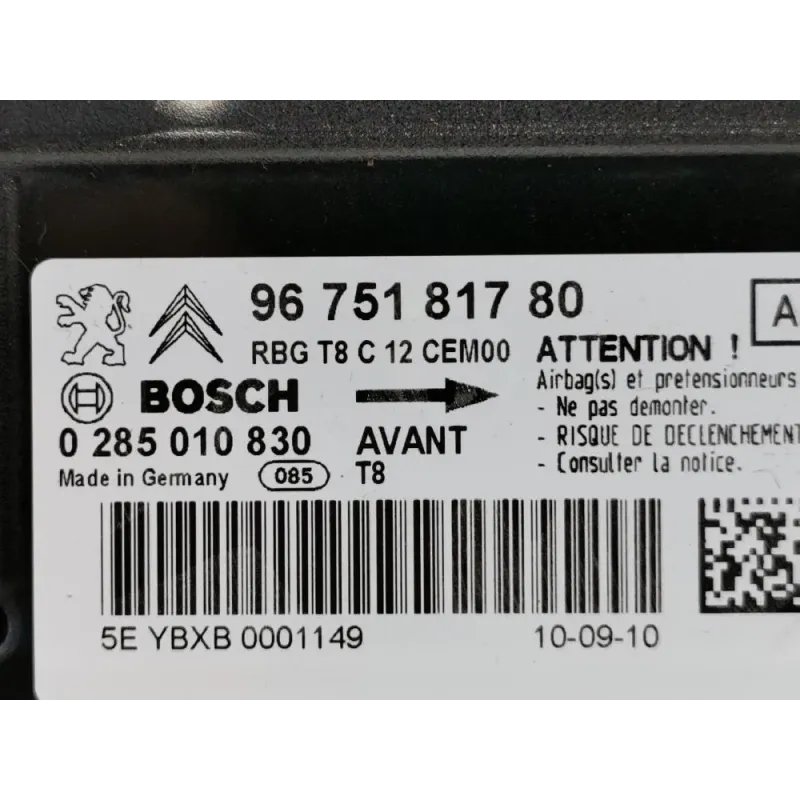 96 751 817 80
A
RBG T8 C 12 CEM00
ATTENTION !
BOSCH
Airbag(s) et pretensionneurs
- Ne pas demonter.
0 285 010 830
AVANT
- RISQUE DE DECLENCHEMENT
Made in Germany
085
T8
- Consulter la notice.
5E YBXB 0001149
10-09-10